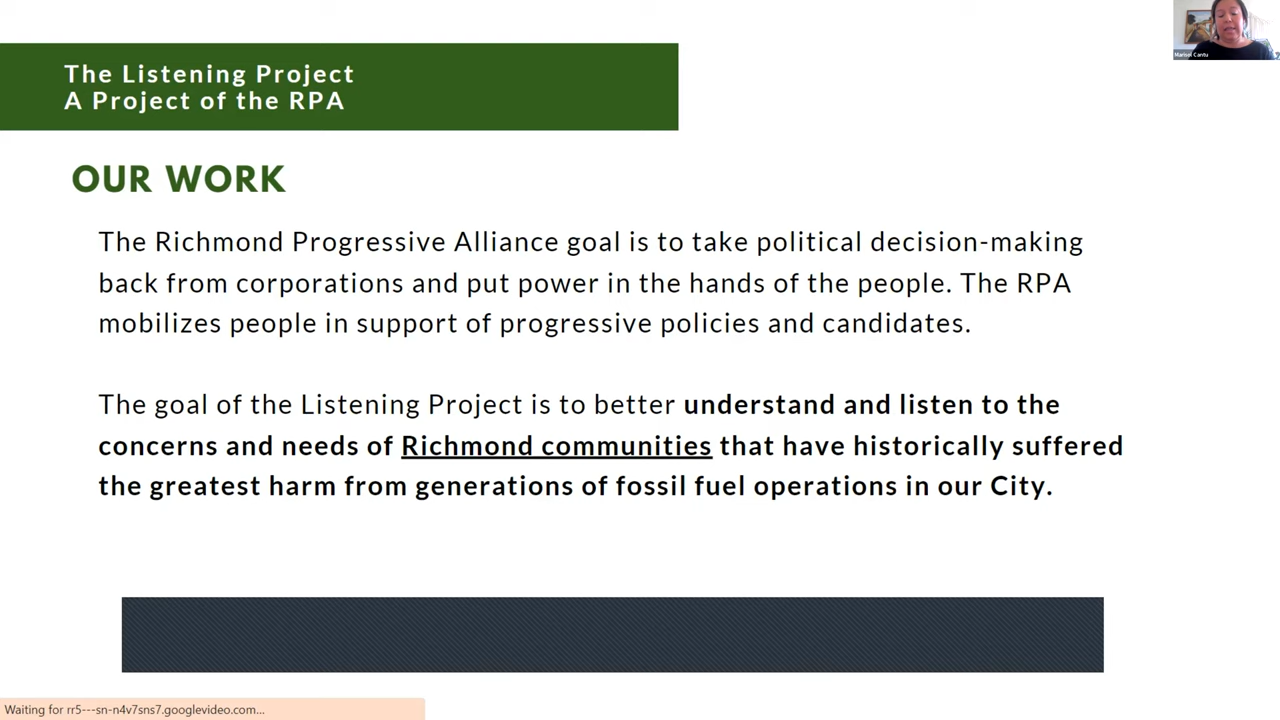 The Listening Project
A Project of the RPA
Marisol Cantu
OUR WORK
The Richmond Progressive Alliance goal is to take political decision-making
back from corporations and put power in the hands of the people. The RPA
mobilizes people in support of progressive policies and candidates.
The goal of the Listening Project is to better understand and listen to the
concerns and needs of Richmond communities that have historically suffered
the greatest harm from generations of fossil fuel operations in our City.
Waiting for rr5---sn-n4v7sns7.googlevideo.com...